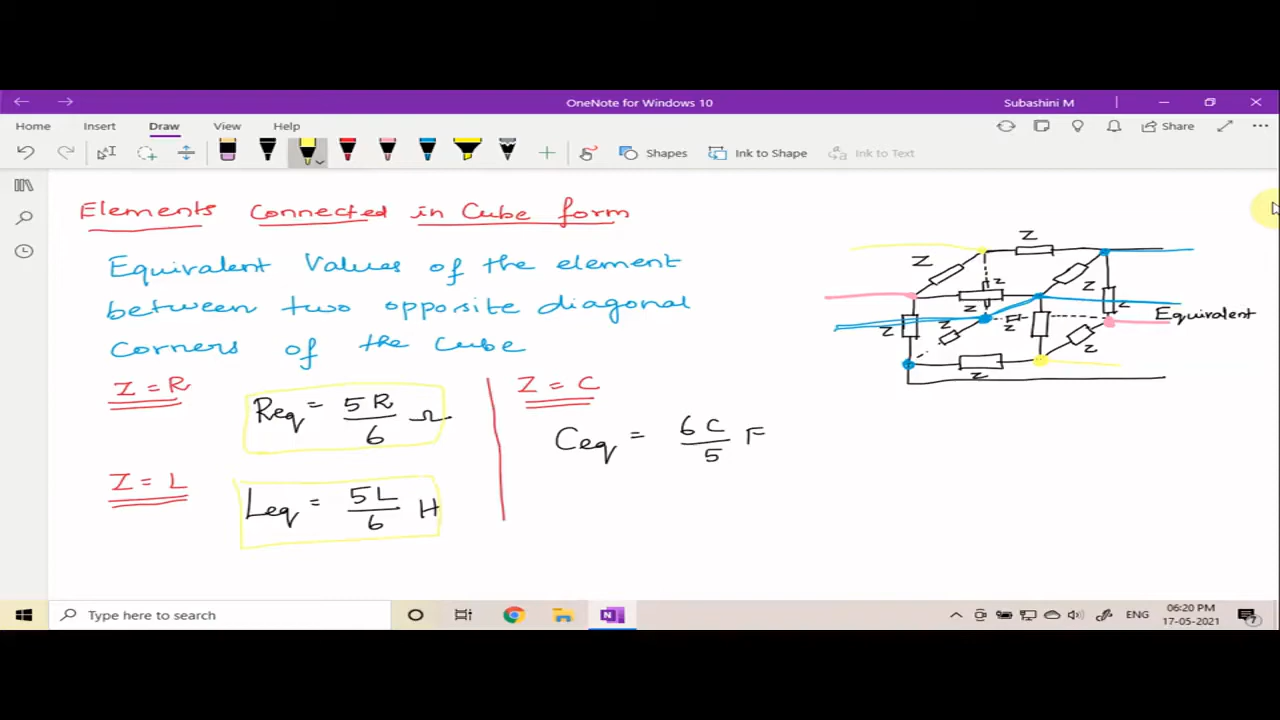 OneNote for Windows 10
Subashini M
Home Insert Draw View Help
Share
Shapes Ink to Shape Ink to Text
Elements Connected in Cube form
Equivalent Values of the element
between two opposite diagonal
corners of the Cube
Z = R
Req = 5R/6 Ω
Z = L
Leq = 5L/6 H
Z = C
Ceq = 6C/5 F
Z
Z
Z
Z
Z
Z
Z
Z
Z
Z
Z
Equivalent
Type here to search
ENG
06:20 PM
17-05-2021
7